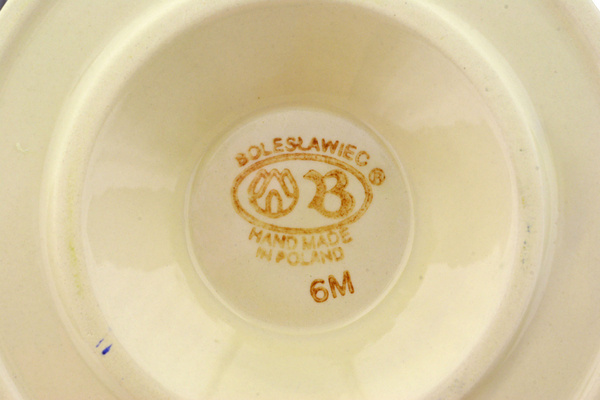 BOLESŁAWIEC ®
B
HAND MADE
IN POLAND
6M